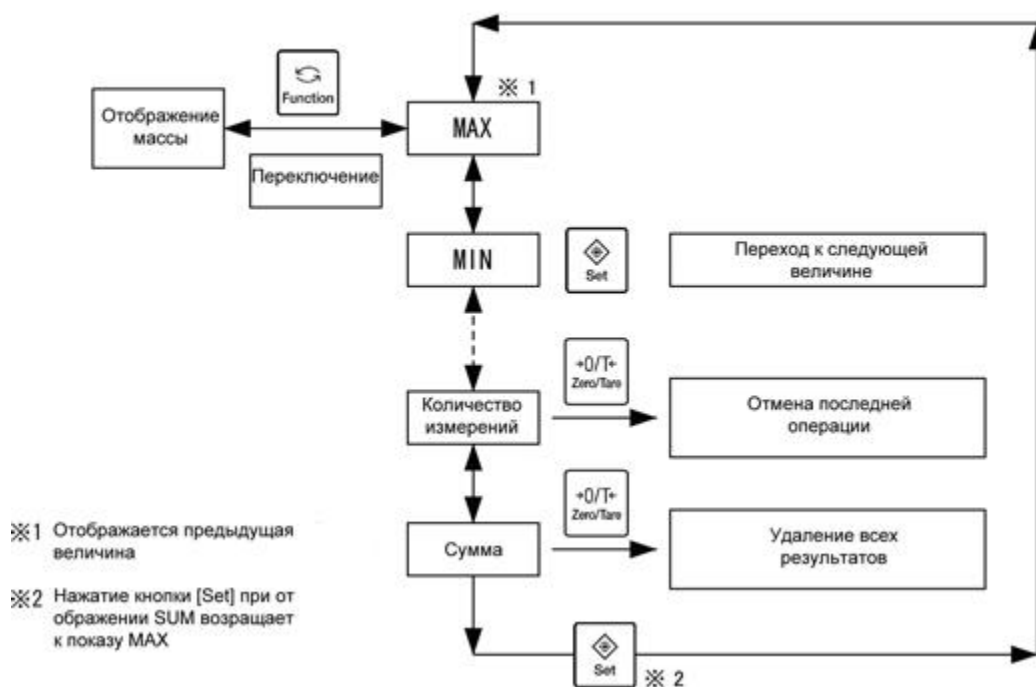 ※ 1
Function
Отображение
массы
MAX
Переключение
MIN
Set
Переход к следующей
величине
→0/T←
Zero/Tare
Количество
измерений
Отмена последней
операции
→0/T←
Zero/Tare
Сумма
Удаление всех
результатов
※1 Отображается предыдущая
величина
※2 Нажатие кнопки [Set] при от
ображении SUM возращает
к показу MAX
Set
※ 2